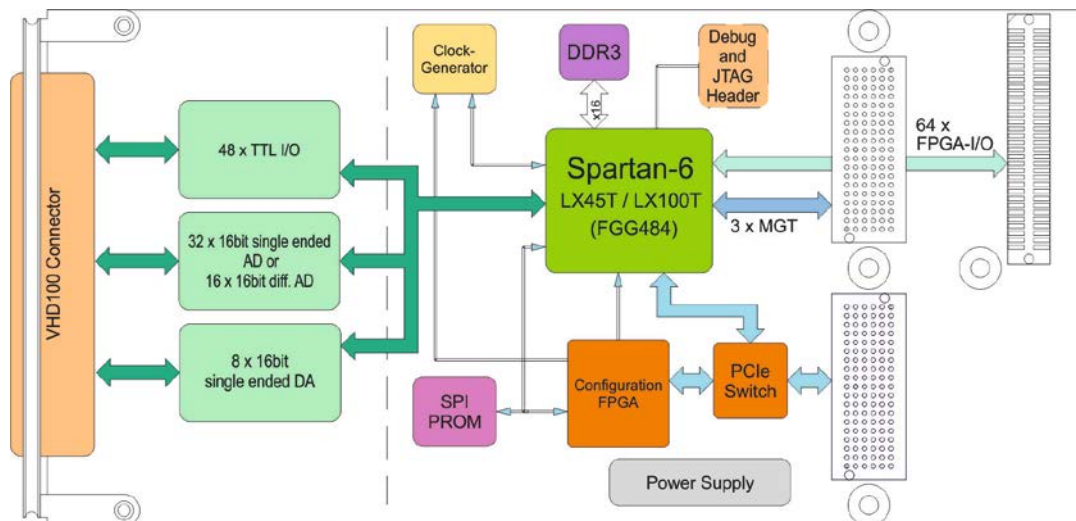 VHD100 Connector
48 x TTL I/O
32 x 16bit single ended
AD or
16 x 16bit diff. AD
8 x 16bit
single ended DA
Clock-
Generator
DDR3
x16
Debug
and
JTAG
Header
Spartan-6
LX45T / LX100T
(FGG484)
64 x
FPGA-I/O
3 x MGT
SPI
PROM
Configuration
FPGA
PCIe
Switch
Power Supply